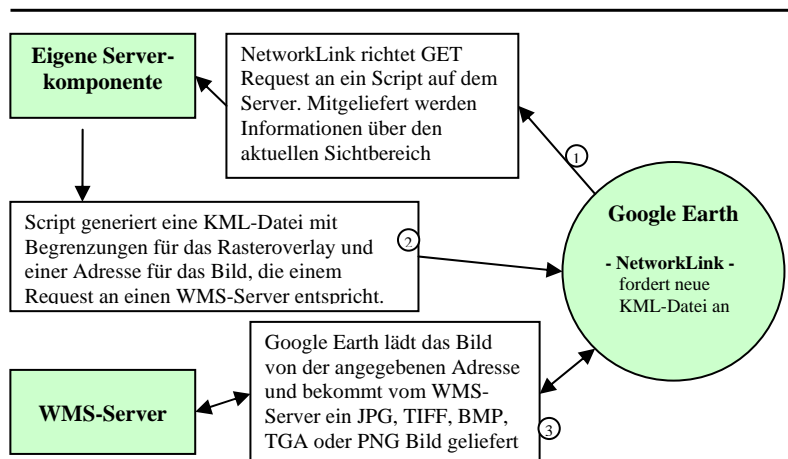 Eigene Server-
komponente
NetworkLink richtet GET
Request an ein Script auf dem
Server. Mitgeliefert werden
Informationen über den
aktuellen Sichtbereich
1
Script generiert eine KML-Datei mit
Begrenzungen für das Rasteroverlay und
einer Adresse für das Bild, die einem
Request an einen WMS-Server entspricht.
2
Google Earth
- NetworkLink -
fordert neue
KML-Datei an
WMS-Server
Google Earth lädt das Bild
von der angegebenen Adresse
und bekommt vom WMS-
Server ein JPG, TIFF, BMP,
TGA oder PNG Bild geliefert
3